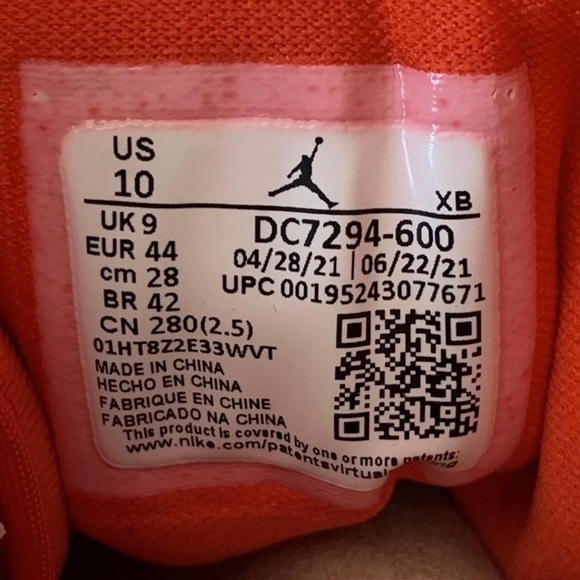 US
10
XB
UK 9
DC7294-600
EUR 44
04/28/21 | 06/22/21
cm 28
UPC 00195243077671
BR 42
CN 280(2.5)
01HT8Z2E33WVT
MADE IN CHINA
HECHO EN CHINA
FABRIQUE EN CHINE
FABRICADO NA CHINA
This product is covered by one or more patents:
www.nike.com/patentsvirtual